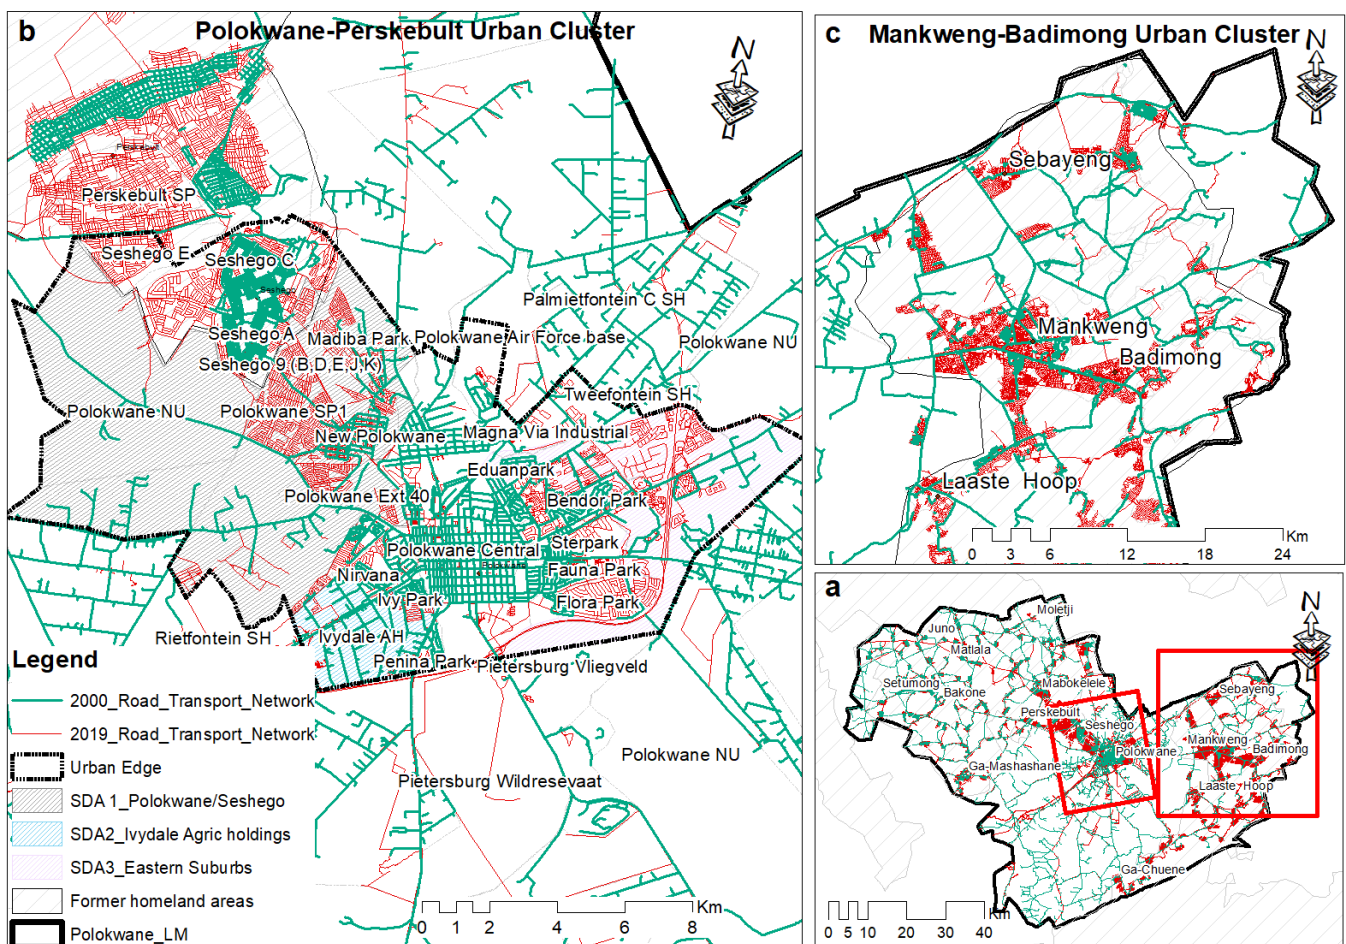 b
Polokwane-Perskebult Urban Cluster
N
Perskebult
Perskebult SP
Seshego E
Seshego C
Seshego
Seshego A
Madiba Park
Polokwane Air Force base
Palmietfontein C SH
Polokwane NU
Seshego 9 (B,D,E,J,K)
Tweefontein SH
Polokwane NU
Polokwane SP1
New Polokwane
Magna Via Industrial
Eduanpark
Polokwane Ext 40
Bendor Park
Polokwane Central
Sterpark
Polokwane
Fauna Park
Nirvana
Ivy Park
Flora Park
Rietfontein SH
Ivydale AH
Penina Park
Pietersburg Vliegveld
Polokwane NU
Pietersburg Wildresevaat
Km
0 1 2 4 6 8
Legend
2000_Road_Transport_Network
2019_Road_Transport_Network
Urban Edge
SDA 1_Polokwane/Seshego
SDA2_Ivydale Agric holdings
SDA3_Eastern Suburbs
Former homeland areas
Polokwane_LM
c
Mankweng-Badimong Urban Cluster
N
Sebayeng
Mankweng
Badimong
Laaste Hoop
Km
0 3 6 12 18 24
a
N
Moletji
Juno
Matlala
Setumong
Bakone
Mabokelele
Sebayeng
Perskebult
Seshego
Mankweng
Polokwane
Badimong
Ga-Mashashane
Laaste Hoop
Ga-Chuene
Km
0 5 10 20 30 40